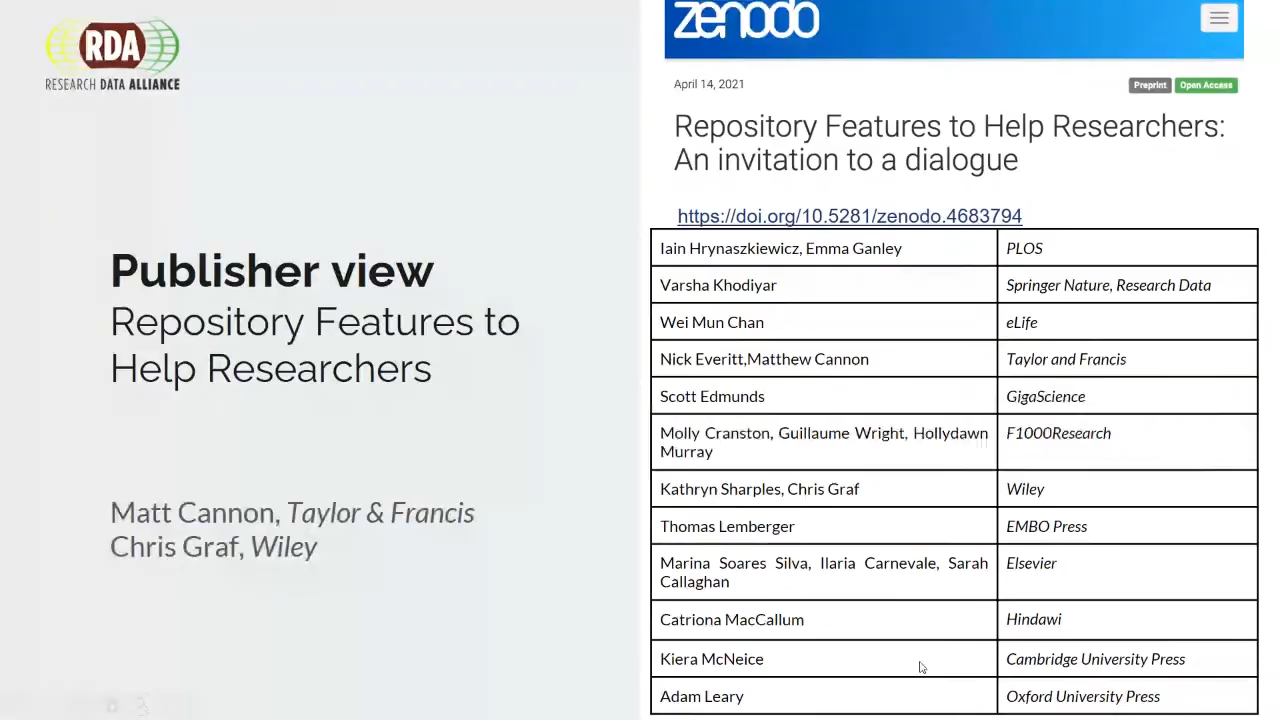 RDA
RESEARCH DATA ALLIANCE
Publisher view
Repository Features to
Help Researchers
Matt Cannon, Taylor & Francis
Chris Graf, Wiley
zenodo
April 14, 2021
Preprint
Open Access
Repository Features to Help Researchers:
An invitation to a dialogue
https://doi.org/10.5281/zenodo.4683794
Iain Hrynaszkiewicz, Emma Ganley PLOS
Varsha Khodiyar Springer Nature, Research Data
Wei Mun Chan eLife
Nick Everitt,Matthew Cannon Taylor and Francis
Scott Edmunds GigaScience
Molly Cranston, Guillaume Wright, Hollydawn F1000Research
Murray
Kathryn Sharples, Chris Graf Wiley
Thomas Lemberger EMBO Press
Marina Soares Silva, Ilaria Carnevale, Sarah Elsevier
Callaghan
Catriona MacCallum Hindawi
Kiera McNeice Cambridge University Press
Adam Leary Oxford University Press